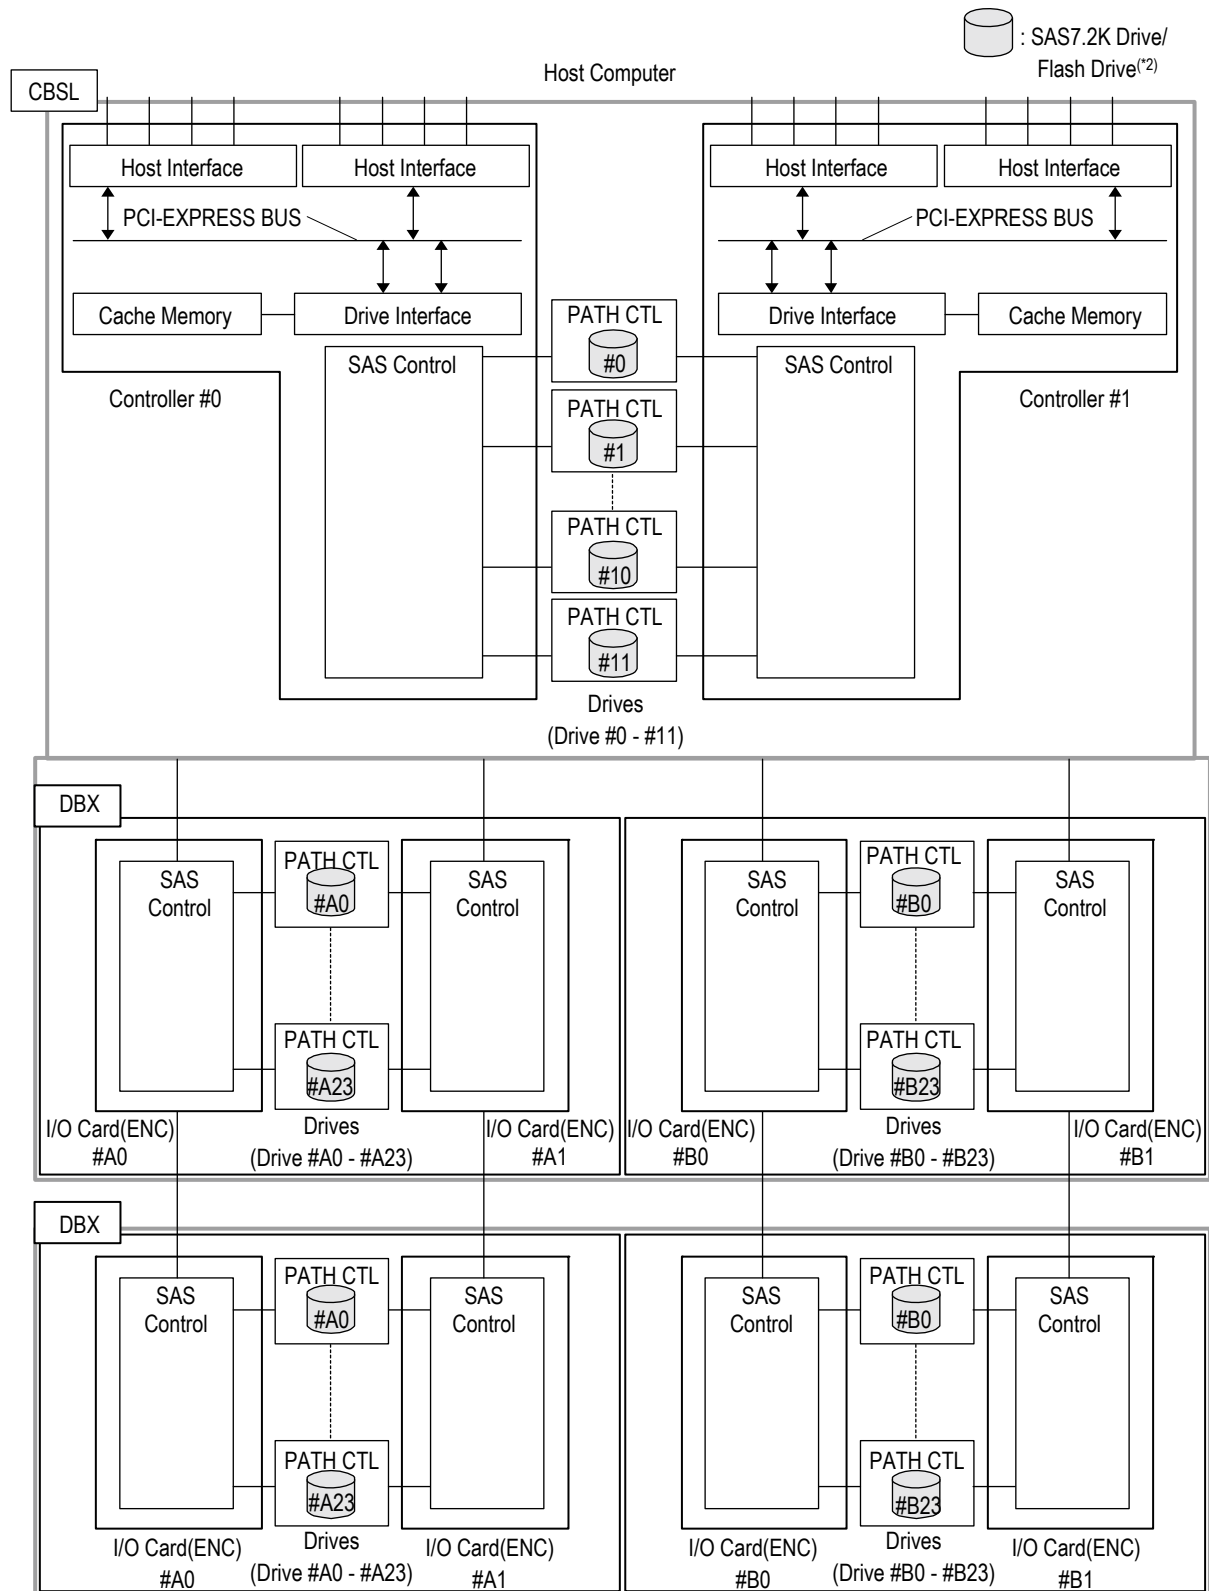 : SAS7.2K Drive/
Flash Drive(*2)
Host Computer
CBSL
Host Interface
Host Interface
Host Interface
Host Interface
PCI-EXPRESS BUS
PCI-EXPRESS BUS
Cache Memory
Drive Interface
Drive Interface
Cache Memory
PATH CTL
#0
SAS Control
SAS Control
Controller #0
Controller #1
PATH CTL
#1
PATH CTL
#10
PATH CTL
#11
Drives
(Drive #0 - #11)
DBX
SAS
Control
PATH CTL
#A0
SAS
Control
SAS
Control
PATH CTL
#B0
SAS
Control
PATH CTL
#A23
PATH CTL
#B23
I/O Card(ENC)
#A0
Drives
(Drive #A0 - #A23)
I/O Card(ENC)
#A1
I/O Card(ENC)
#B0
Drives
(Drive #B0 - #B23)
I/O Card(ENC)
#B1
DBX
SAS
Control
PATH CTL
#A0
SAS
Control
SAS
Control
PATH CTL
#B0
SAS
Control
PATH CTL
#A23
PATH CTL
#B23
I/O Card(ENC)
#A0
Drives
(Drive #A0 - #A23)
I/O Card(ENC)
#A1
I/O Card(ENC)
#B0
Drives
(Drive #B0 - #B23)
I/O Card(ENC)
#B1